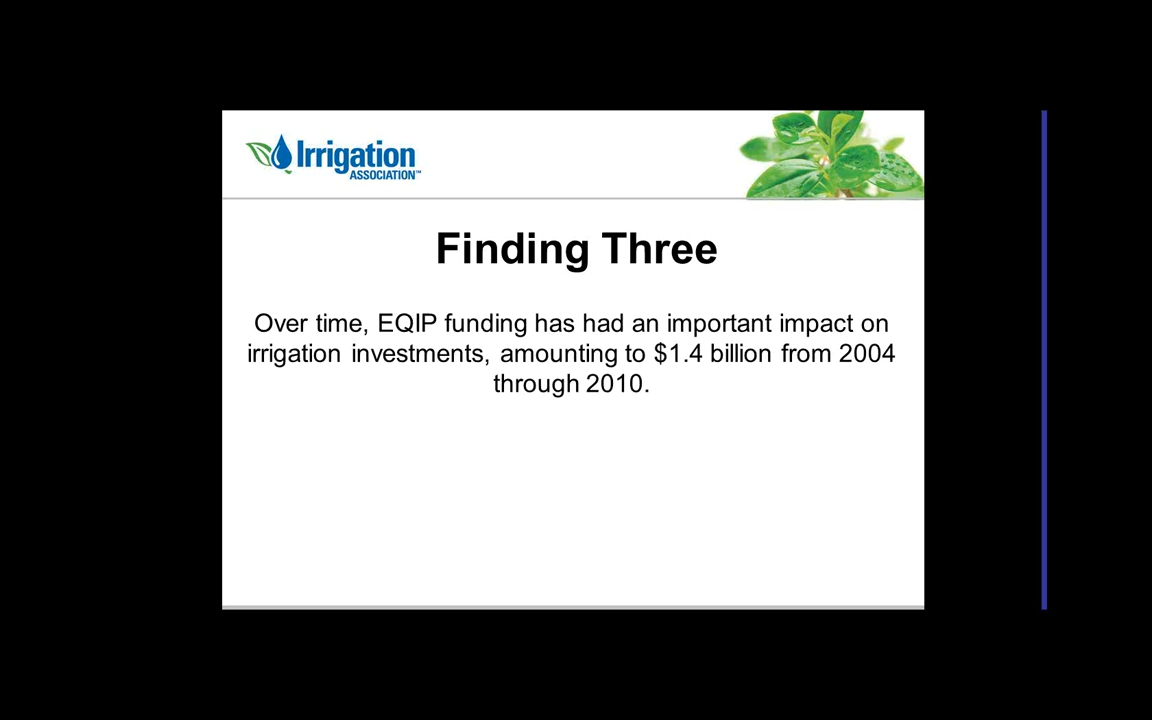 Irrigation
ASSOCIATION™
Finding Three
Over time, EQIP funding has had an important impact on
irrigation investments, amounting to $1.4 billion from 2004
through 2010.